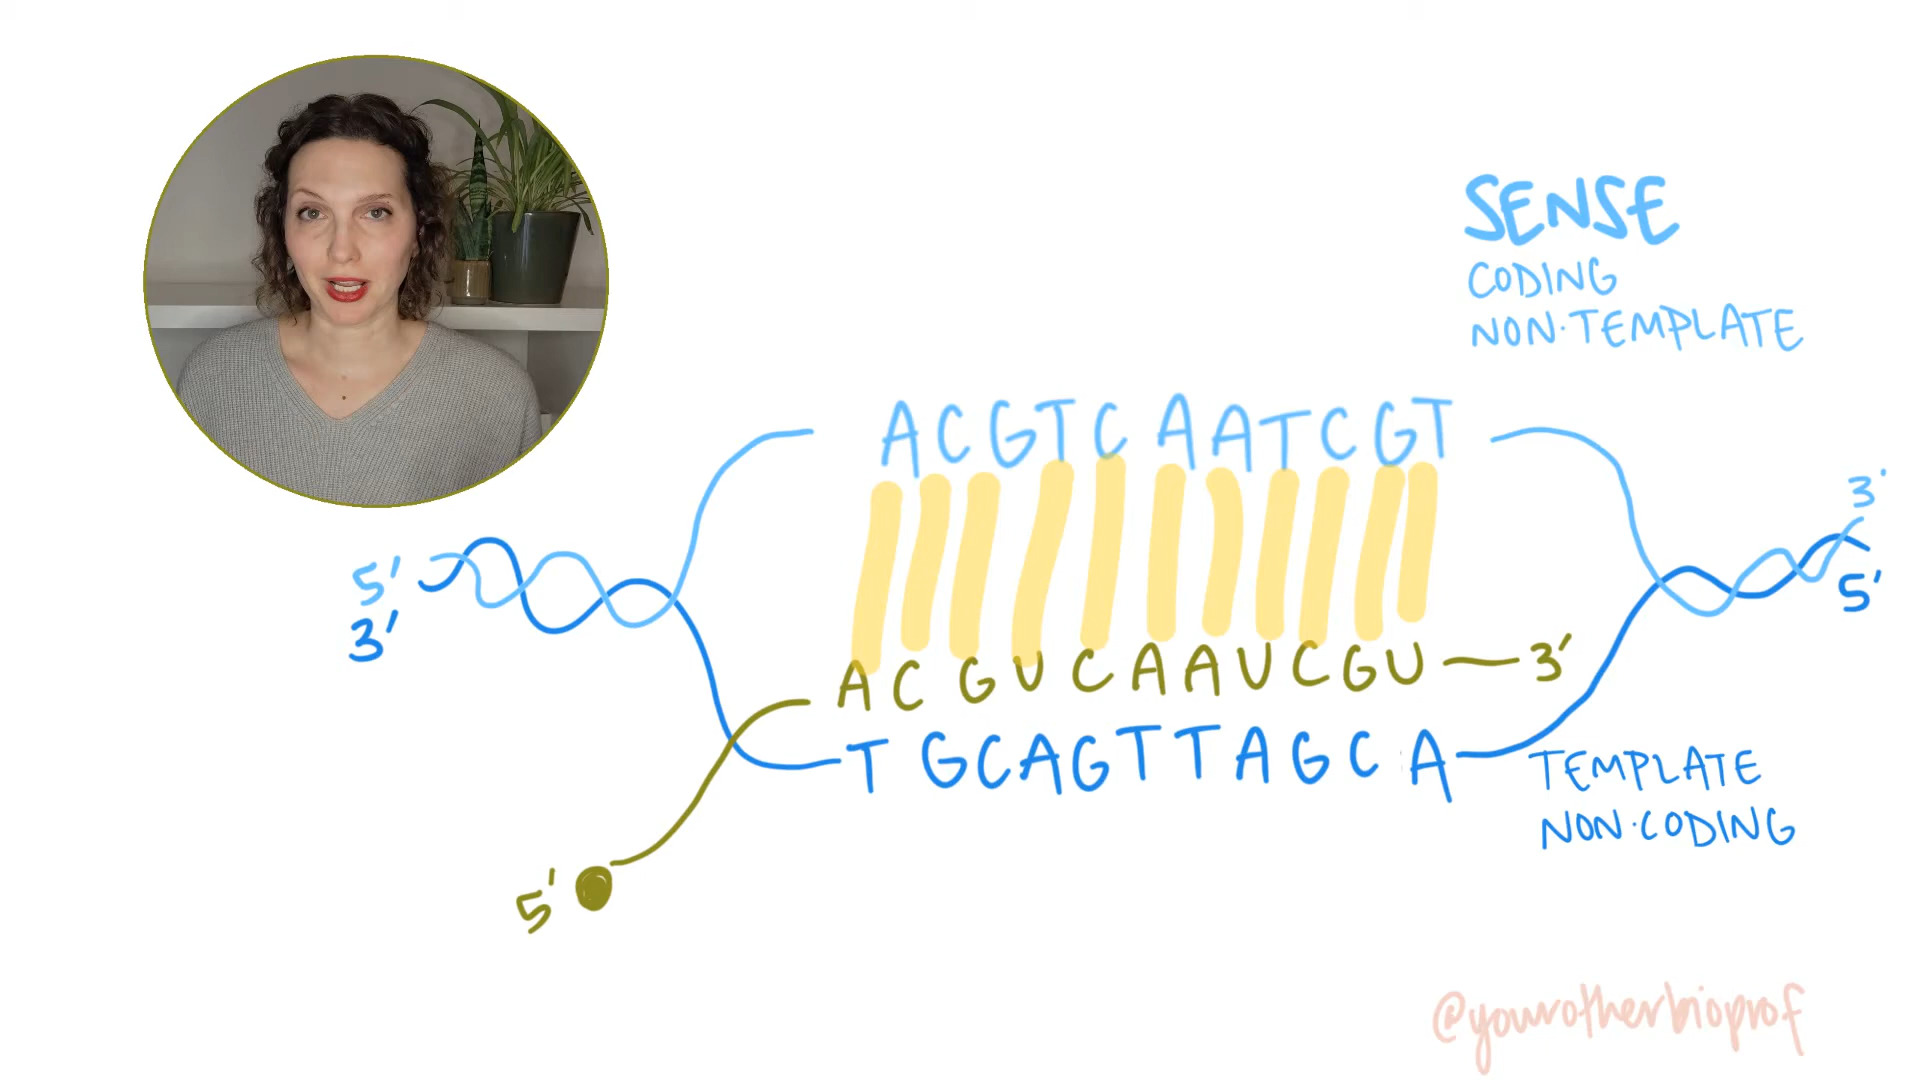 SENSE
CODING
NON·TEMPLATE
ACGTCAATCGT
5' 3'
3' 5'
ACGUCAAUCGU 3'
TGCAGTTAGCA
TEMPLATE
NON·CODING
5'
@yourotherbioprof